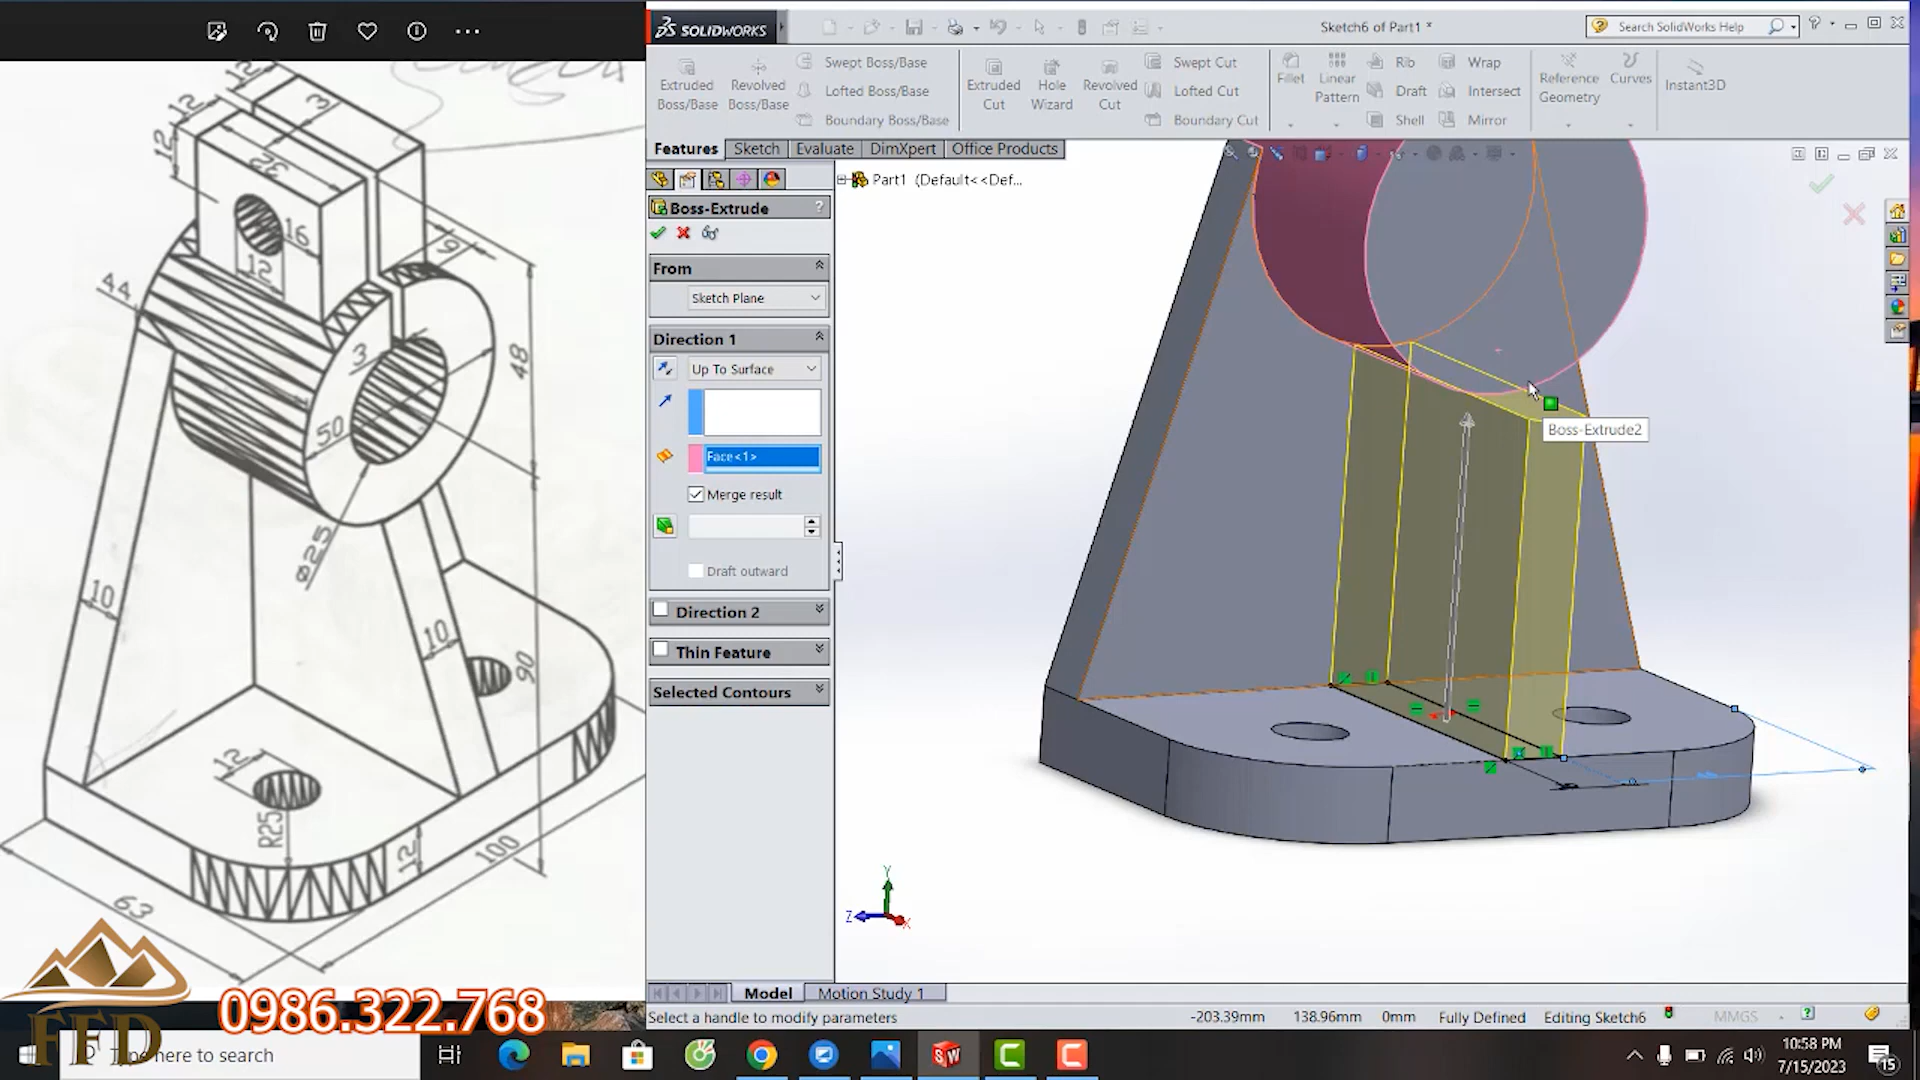 SOLIDWORKS
Sketch6 of Part1 *
Search SolidWorks Help
Extruded Boss/Base
Revolved Boss/Base
Swept Boss/Base
Lofted Boss/Base
Boundary Boss/Base
Extruded Cut
Hole Wizard
Revolved Cut
Swept Cut
Lofted Cut
Boundary Cut
Fillet
Linear Pattern
Rib
Draft
Shell
Wrap
Intersect
Mirror
Reference Geometry
Curves
Instant3D
Features
Sketch
Evaluate
DimXpert
Office Products
Part1 (Default<<Def...
Boss-Extrude
?
From
Sketch Plane
Direction 1
Up To Surface
Face<1>
Merge result
Draft outward
Direction 2
Thin Feature
Selected Contours
Boss-Extrude2
Y
Z
X
Model
Motion Study 1
Select a handle to modify parameters
-203.39mm
138.96mm
0mm
Fully Defined
Editing Sketch6
MMGS
12
12
12
3
32
16
12
9
44
48
3
50
⌀25
10
10
90
12
R25
12
100
63
FFD
0986.322.768
Type here to search
10:58 PM
7/15/2023
15